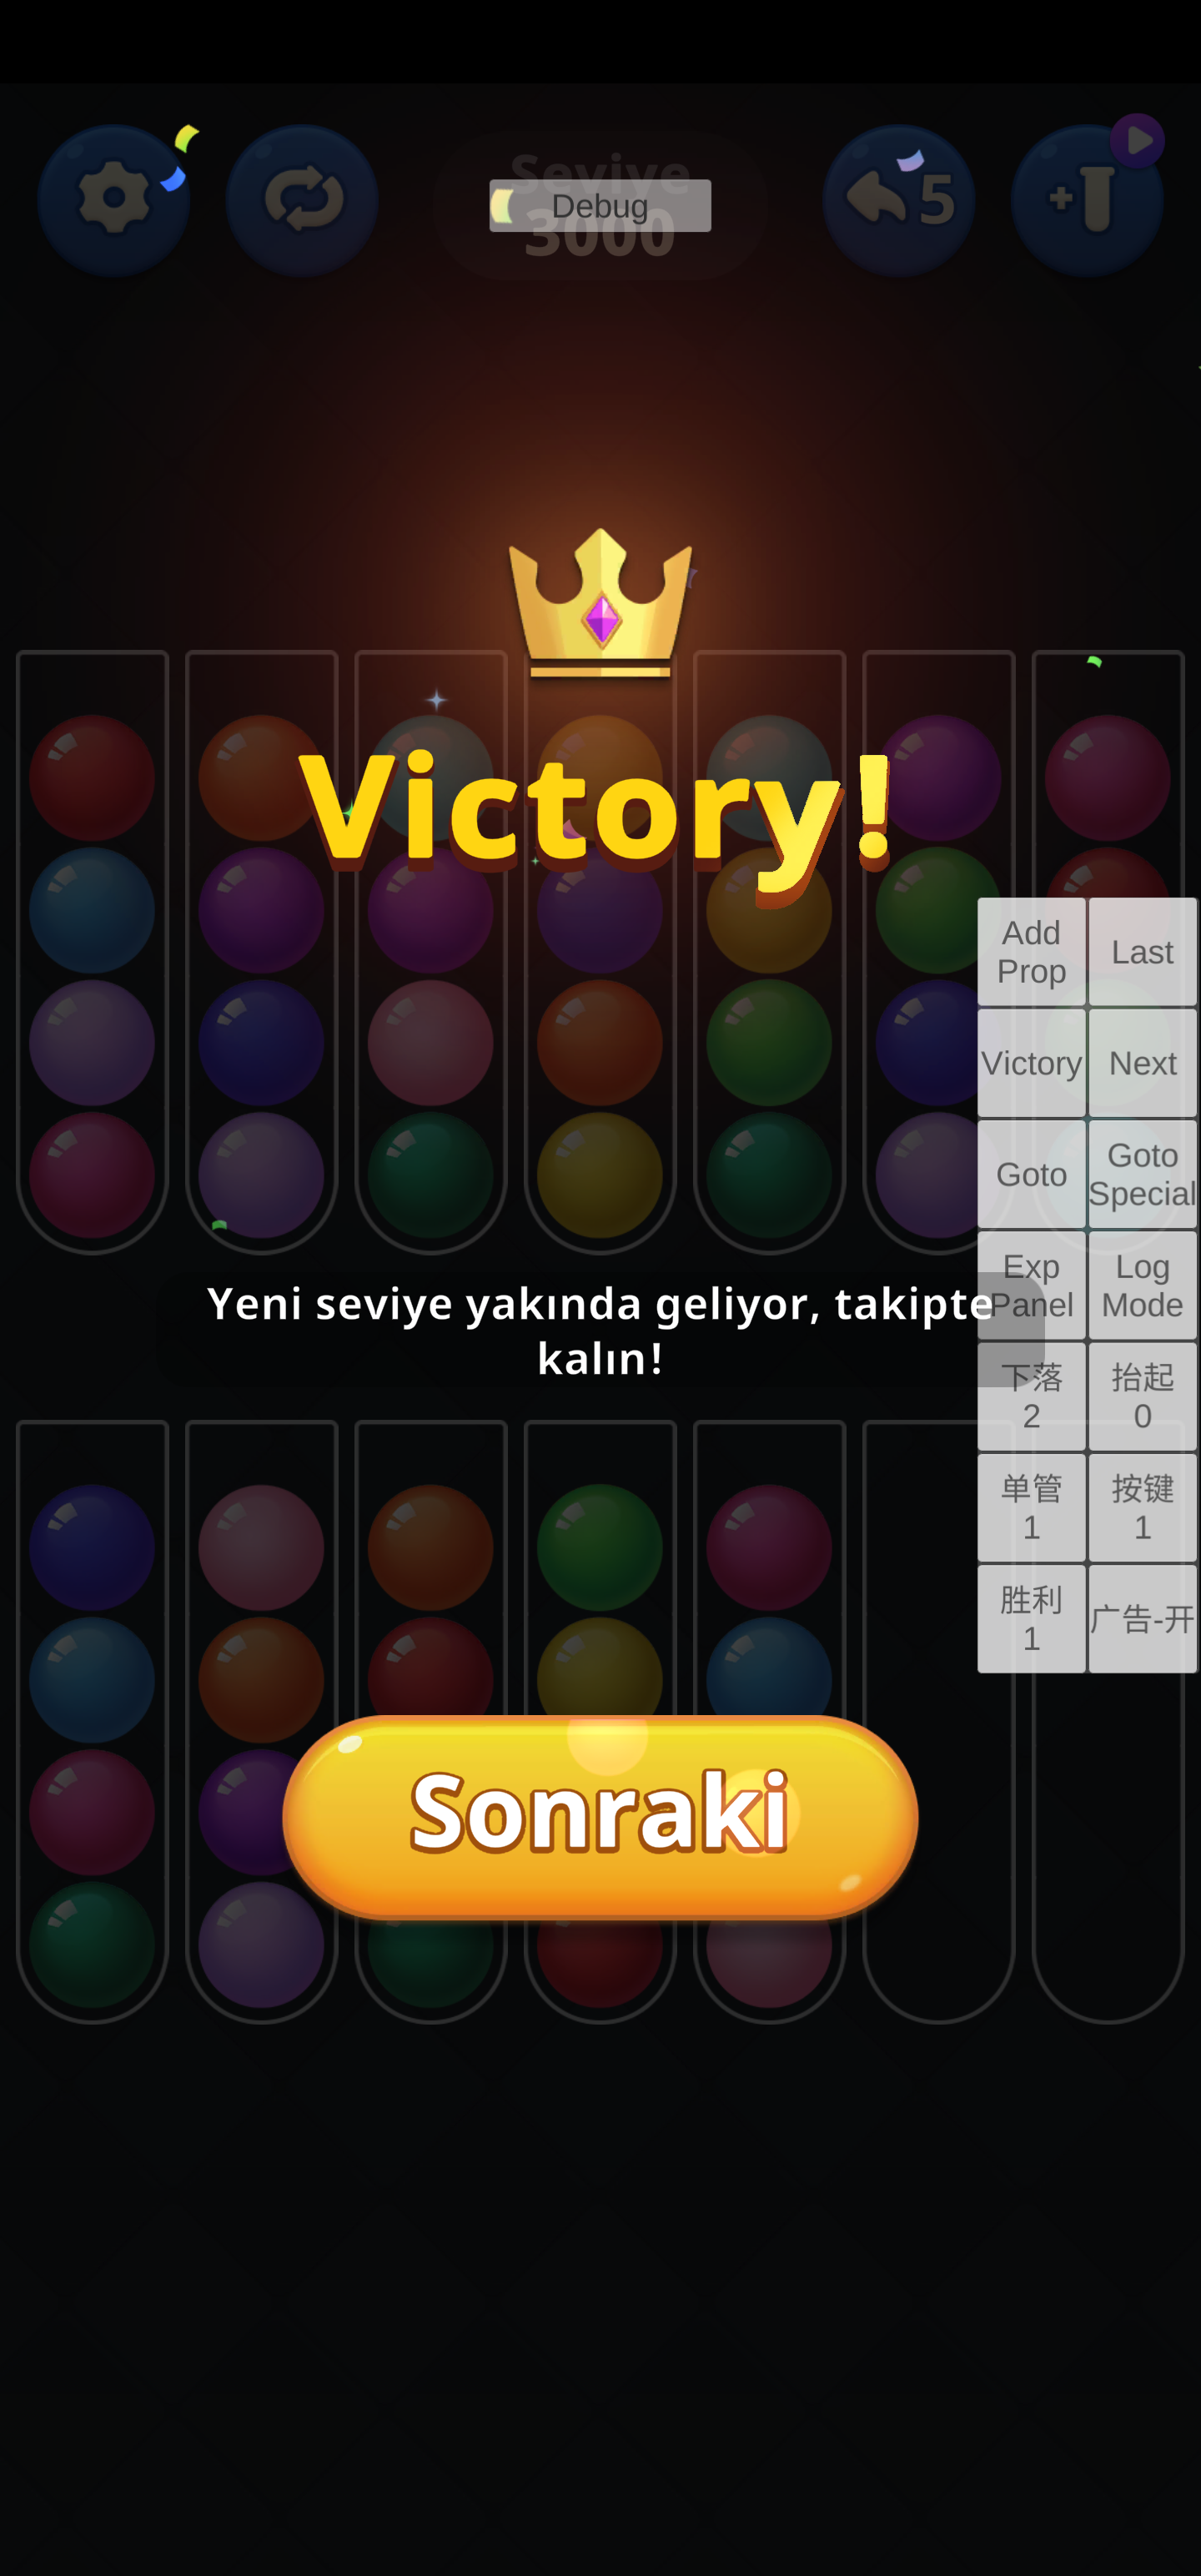 Seviye
3000
Debug
5
+
Victory!
Add
Prop
Last
Victory
Next
Goto
Goto
Special
Exp
Panel
Log
Mode
Yeni seviye yakında geliyor, takipte
kalın!
下落
2
抬起
0
单管
1
按键
1
胜利
1
广告-开
Sonraki